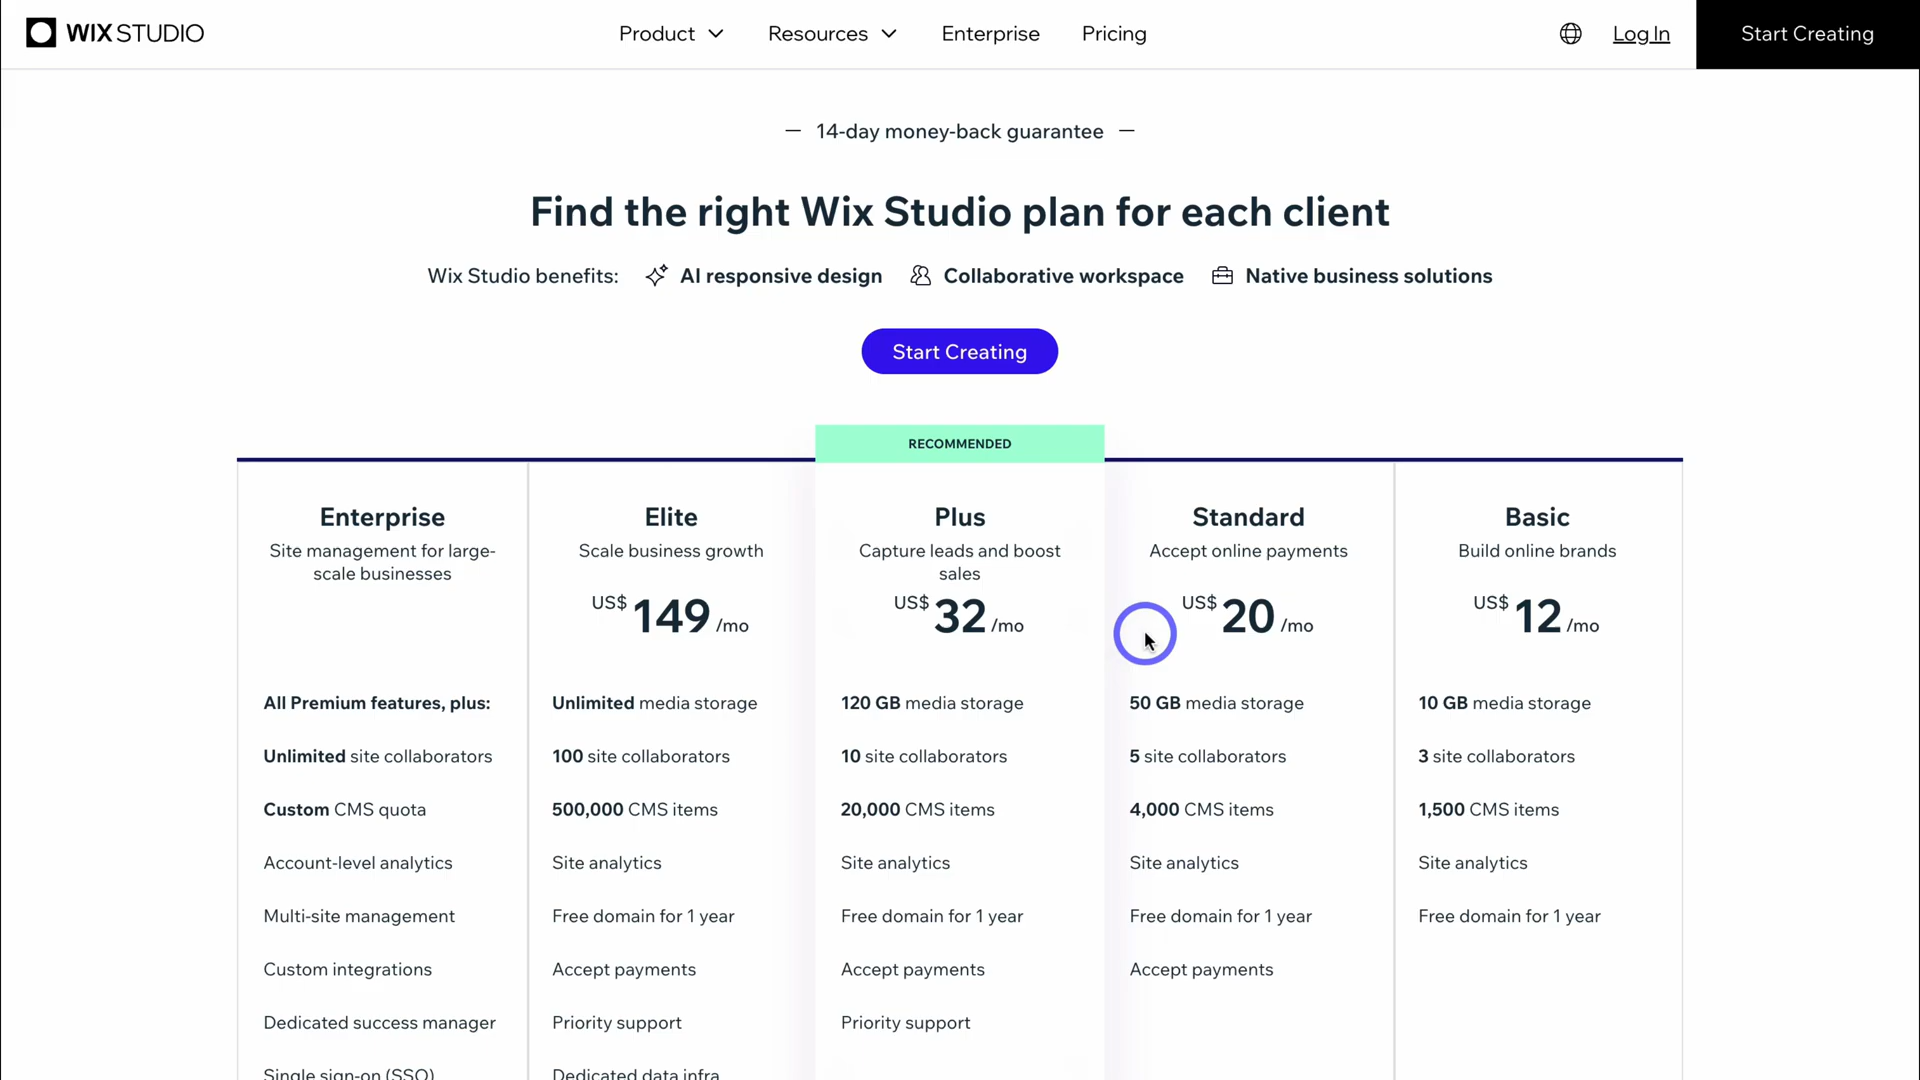 WIX STUDIO
Product
Resources
Enterprise
Pricing
Log In
Start Creating
— 14-day money-back guarantee —
Find the right Wix Studio plan for each client
Wix Studio benefits: AI responsive design Collaborative workspace Native business solutions
Start Creating
RECOMMENDED
Enterprise
Site management for large-
scale businesses
All Premium features, plus:
Unlimited site collaborators
Custom CMS quota
Account-level analytics
Multi-site management
Custom integrations
Dedicated success manager
Single sign-on (SSO)
Elite
Scale business growth
US$ 149 /mo
Unlimited media storage
100 site collaborators
500,000 CMS items
Site analytics
Free domain for 1 year
Accept payments
Priority support
Dedicated data infra
Plus
Capture leads and boost
sales
US$ 32 /mo
120 GB media storage
10 site collaborators
20,000 CMS items
Site analytics
Free domain for 1 year
Accept payments
Priority support
Standard
Accept online payments
US$ 20 /mo
50 GB media storage
5 site collaborators
4,000 CMS items
Site analytics
Free domain for 1 year
Accept payments
Basic
Build online brands
US$ 12 /mo
10 GB media storage
3 site collaborators
1,500 CMS items
Site analytics
Free domain for 1 year